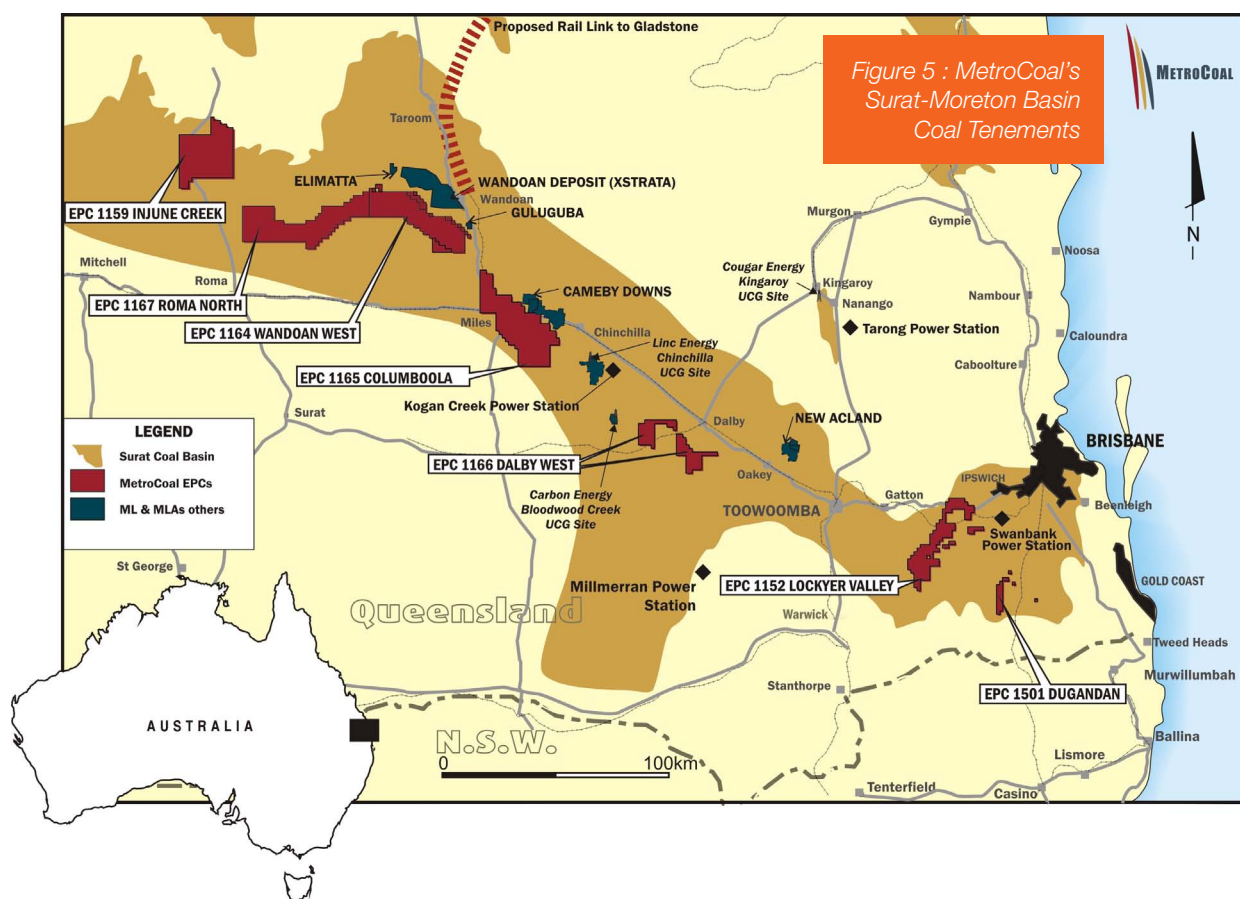 Proposed Rail Link to Gladstone
Figure 5 : MetroCoal's
Surat-Moreton Basin
Coal Tenements
METROCOAL
N
Taroom
ELIMATTA
WANDOAN DEPOSIT (XSTRATA)
Wandoan
GULUGUBA
EPC 1159 INJUNE CREEK
Murgon
Gympie
Noosa
Mitchell
Roma
EPC 1167 ROMA NORTH
EPC 1164 WANDOAN WEST
CAMEBY DOWNS
Miles
Chinchilla
Cougar Energy
Kingaroy
UCG Site
Kingaroy
Nanango
Nambour
Tarong Power Station
Caloundra
Caboolture
Linc Energy
Chinchilla
UCG Site
EPC 1165 COLUMBOOLA
Kogan Creek Power Station
Surat
Dalby
NEW ACLAND
BRISBANE
LEGEND
Surat Coal Basin
MetroCoal EPCs
ML & MLAs others
EPC 1166 DALBY WEST
Oakey
IPSWICH
Carbon Energy
Bloodwood Creek
UCG Site
TOOWOOMBA
Gatton
Beenleigh
Swanbank
Power Station
St George
Millmerran Power
Station
EPC 1152 LOCKYER VALLEY
GOLD COAST
Queensland
Warwick
Tweed Heads
Stanthorpe
EPC 1501 DUGANDAN
Murwillumbah
AUSTRALIA
N.S.W.
0
100km
Ballina
Lismore
Tenterfield
Casino